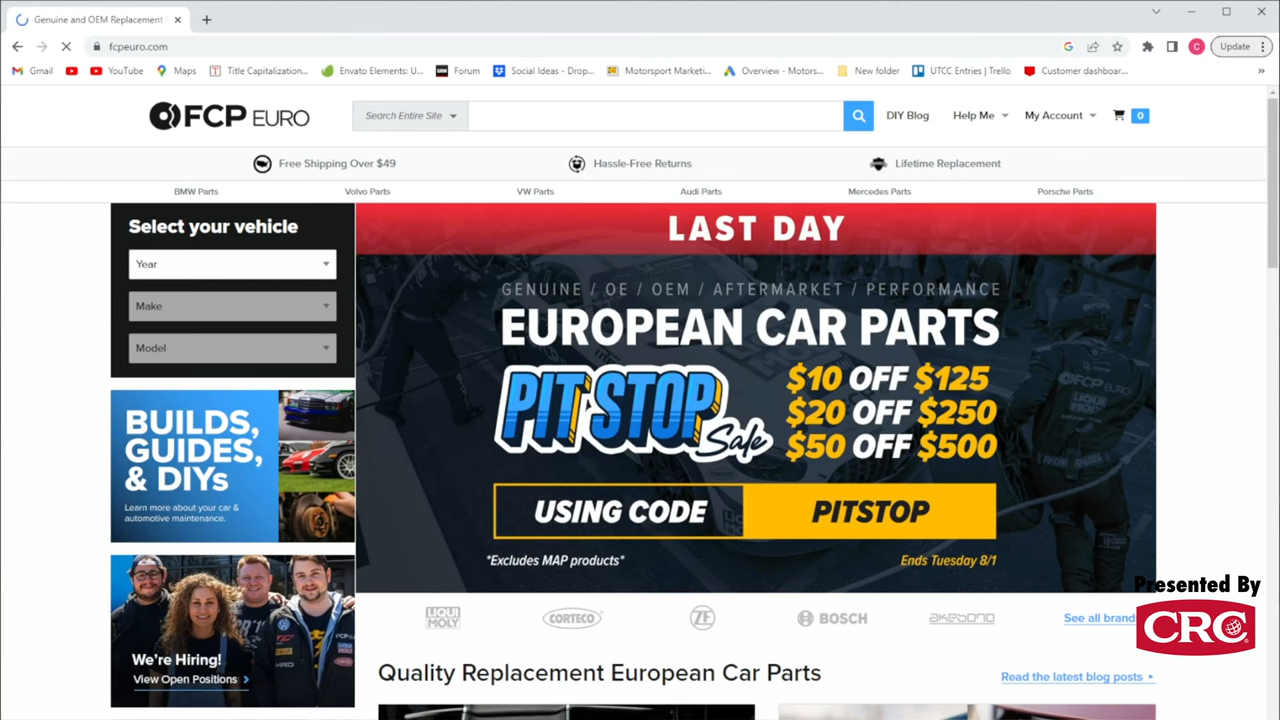 Genuine and OEM Replacement
fcpeuro.com
Update
Gmail
YouTube
Maps
Title Capitalization...
Envato Elements: U...
Forum
Social Ideas - Drop...
Motorsport Marketi...
Overview - Motors...
New folder
UTCC Entries | Trello
Customer dashboar...
FCP EURO
Search Entire Site
DIY Blog
Help Me
My Account
0
Free Shipping Over $49
Hassle-Free Returns
Lifetime Replacement
BMW Parts
Volvo Parts
VW Parts
Audi Parts
Mercedes Parts
Porsche Parts
Select your vehicle
Year
Make
Model
LAST DAY
GENUINE / OE / OEM / AFTERMARKET / PERFORMANCE
EUROPEAN CAR PARTS
PIT STOP
Sale
$10 OFF $125
$20 OFF $250
$50 OFF $500
USING CODE
PITSTOP
*Excludes MAP products*
Ends Tuesday 8/1
FCP EURO
LIQUI
MOLY
BUILDS,
GUIDES,
& DIYs
Learn more about your car &
automotive maintenance.
We're Hiring!
View Open Positions
LIQUI
MOLY
CORTECO
ZF
BOSCH
akebono
See all brand
Presented By
CRC
Quality Replacement European Car Parts
Read the latest blog posts